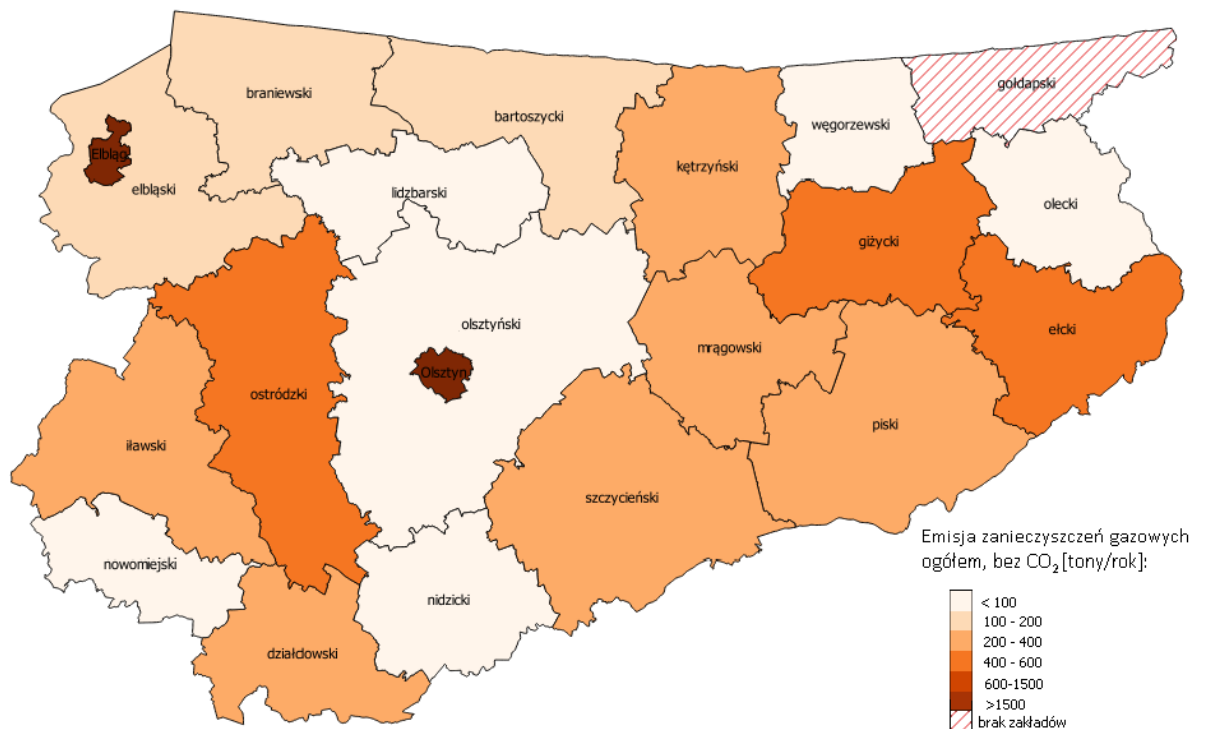 braniewski
gołdapski
bartoszycki
węgorzewski
Elbląg
kętrzyński
elbląski
lidzbarski
olecki
giżycki
olsztyński
ełcki
mrągowski
Olsztyn
ostródzki
piski
iławski
szczycieński
nowomiejski
nidzicki
działdowski
Emisja zanieczyszczeń gazowych
ogółem, bez CO₂ [tony/rok]:
< 100
100 - 200
200 - 400
400 - 600
600-1500
>1500
brak zakładów